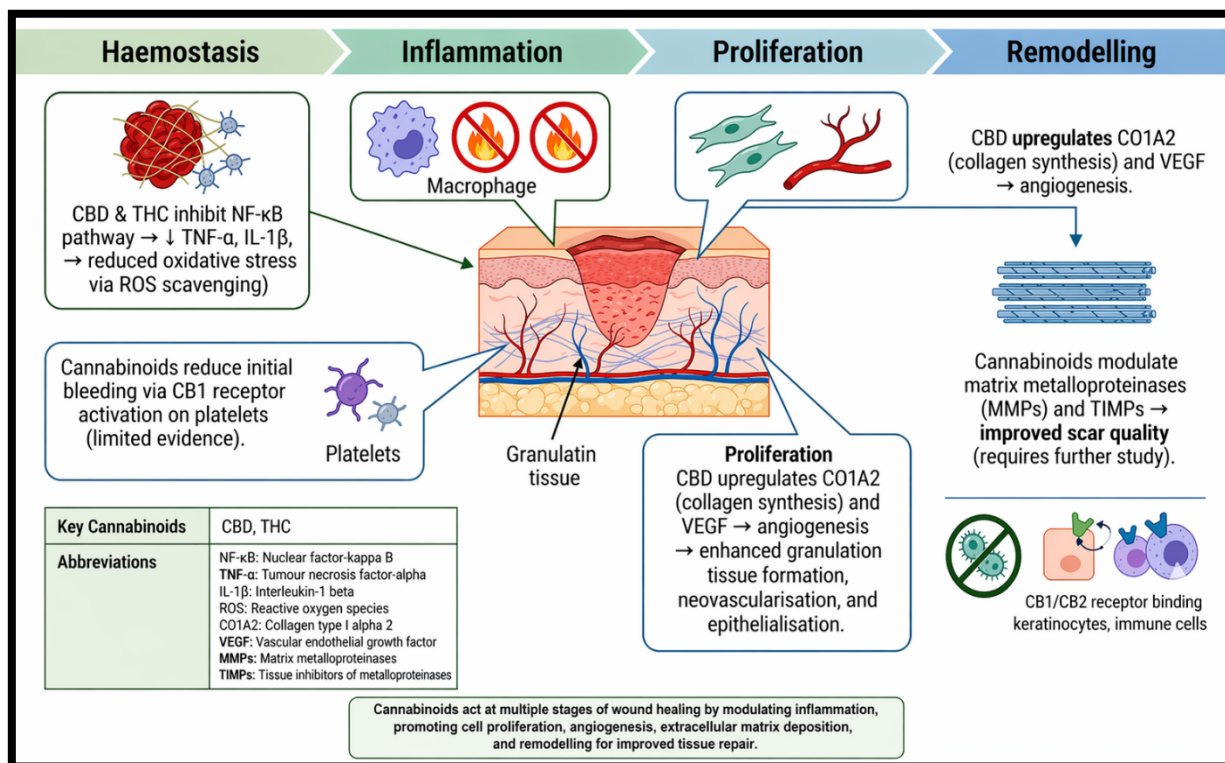 Haemostasis
Inflammation
Proliferation
Remodelling
CBD & THC inhibit NF-κB
pathway → ↓ TNF-α, IL-1β,
→ reduced oxidative stress
via ROS scavenging)
Macrophage
CBD upregulates CO1A2
(collagen synthesis) and VEGF
→ angiogenesis.
Cannabinoids reduce initial
bleeding via CB1 receptor
activation on platelets
(limited evidence).
Platelets
Granulatin
tissue
Proliferation
CBD upregulates CO1A2
(collagen synthesis) and
VEGF → angiogenesis
→ enhanced granulation
tissue formation,
neovascularisation, and
epithelialisation.
Cannabinoids modulate
matrix metalloproteinases
(MMPs) and TIMPs →
improved scar quality
(requires further study).
CB1/CB2 receptor binding
keratinocytes, immune cells
Key Cannabinoids
CBD, THC
Abbreviations
NF-κB: Nuclear factor-kappa B
TNF-α: Tumour necrosis factor-alpha
IL-1β: Interleukin-1 beta
ROS: Reactive oxygen species
CO1A2: Collagen type I alpha 2
VEGF: Vascular endothelial growth factor
MMPs: Matrix metalloproteinases
TIMPs: Tissue inhibitors of metalloproteinases
Cannabinoids act at multiple stages of wound healing by modulating inflammation,
promoting cell proliferation, angiogenesis, extracellular matrix deposition,
and remodelling for improved tissue repair.